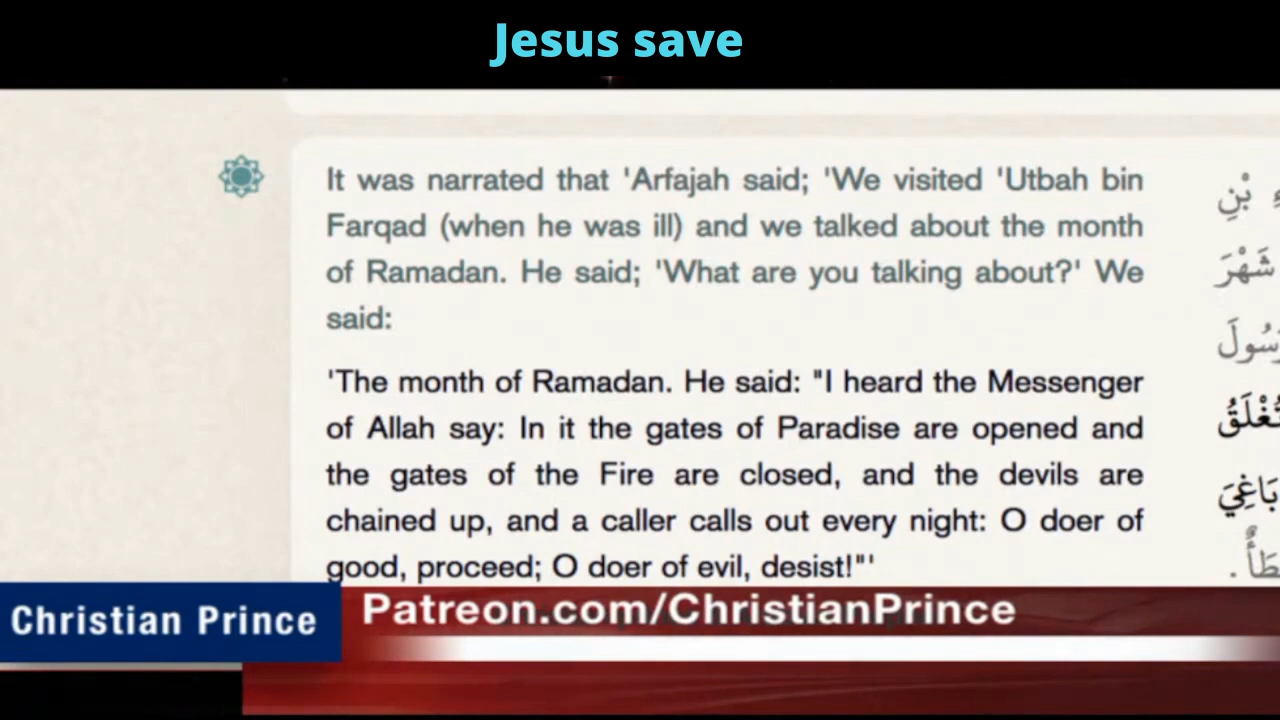 Jesus save
It was narrated that 'Arfajah said; 'We visited 'Utbah bin
Farqad (when he was ill) and we talked about the month
of Ramadan. He said; 'What are you talking about?' We
said:
'The month of Ramadan. He said: "I heard the Messenger
of Allah say: In it the gates of Paradise are opened and
the gates of the Fire are closed, and the devils are
chained up, and a caller calls out every night: O doer of
good, proceed; O doer of evil, desist!"'
بْنِ
شَهْرَ
تُغْلَقُ
بَاغِيَ
Christian Prince
Patreon.com/ChristianPrince